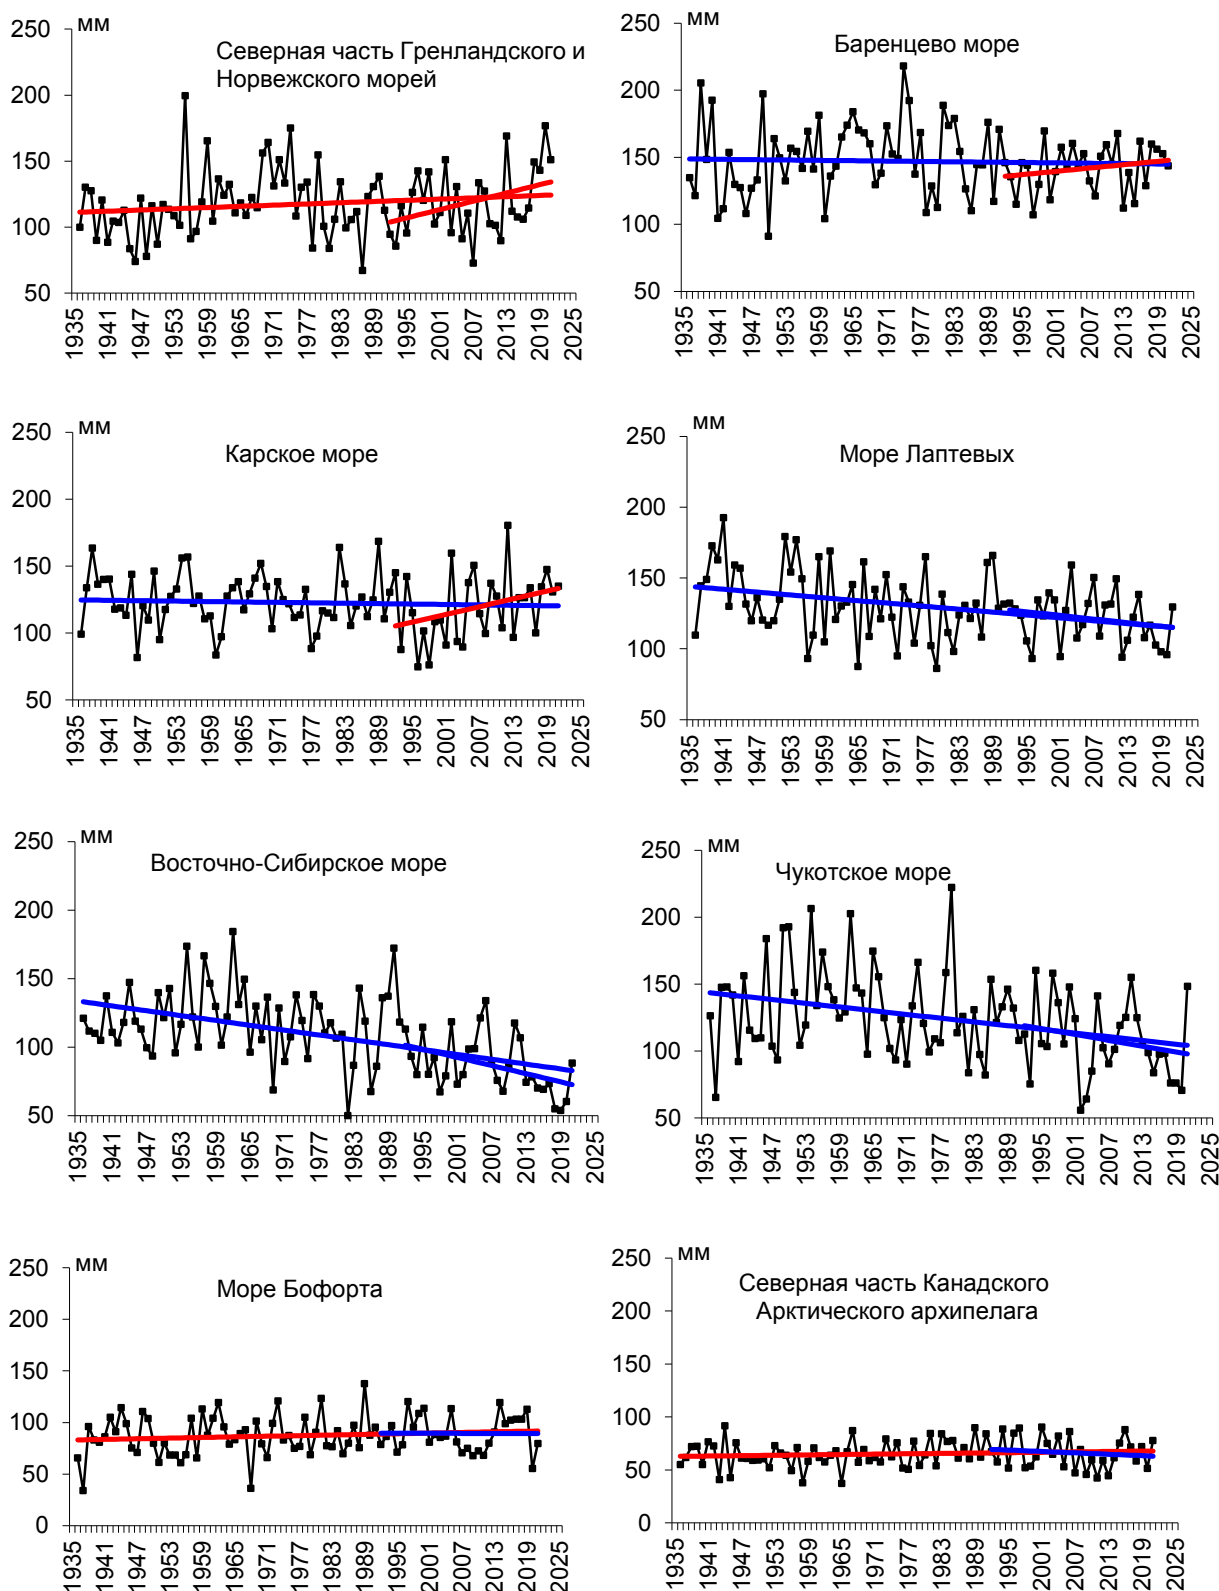 мм
Северная часть Гренландского и
Норвежского морей
250
200
150
100
50
1935 1941 1947 1953 1959 1965 1971 1977 1983 1989 1995 2001 2007 2013 2019 2025
мм
Баренцево море
250
200
150
100
50
1935 1941 1947 1953 1959 1965 1971 1977 1983 1989 1995 2001 2007 2013 2019 2025
мм
Карское море
250
200
150
100
50
1935 1941 1947 1953 1959 1965 1971 1977 1983 1989 1995 2001 2007 2013 2019 2025
мм
Море Лаптевых
250
200
150
100
50
1935 1941 1947 1953 1959 1965 1971 1977 1983 1989 1995 2001 2007 2013 2019 2025
мм
Восточно-Сибирское море
250
200
150
100
50
1935 1941 1947 1953 1959 1965 1971 1977 1983 1989 1995 2001 2007 2013 2019 2025
мм
Чукотское море
250
200
150
100
50
1935 1941 1947 1953 1959 1965 1971 1977 1983 1989 1995 2001 2007 2013 2019 2025
мм
Море Бофорта
250
200
150
100
50
0
1935 1941 1947 1953 1959 1965 1971 1977 1983 1989 1995 2001 2007 2013 2019 2025
мм
Северная часть Канадского
Арктического архипелага
250
200
150
100
50
0
1935 1941 1947 1953 1959 1965 1971 1977 1983 1989 1995 2001 2007 2013 2019 2025